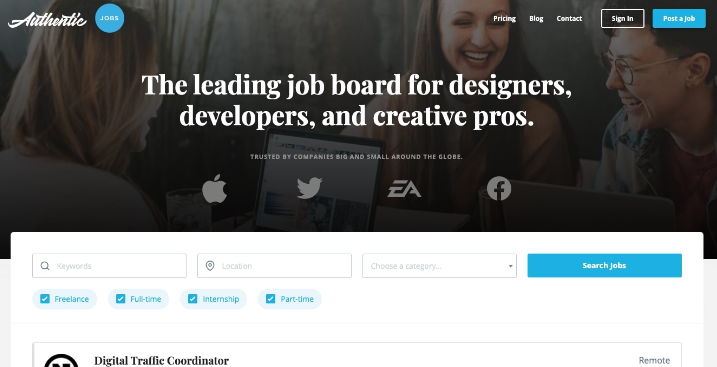 Authentic JOBS
Pricing Blog Contact Sign In Post a Job
The leading job board for designers,
developers, and creative pros.
TRUSTED BY COMPANIES BIG AND SMALL AROUND THE GLOBE.
EA
Keywords Location Choose a category... Search Jobs
Freelance Full-time Internship Part-time
Digital Traffic Coordinator Remote